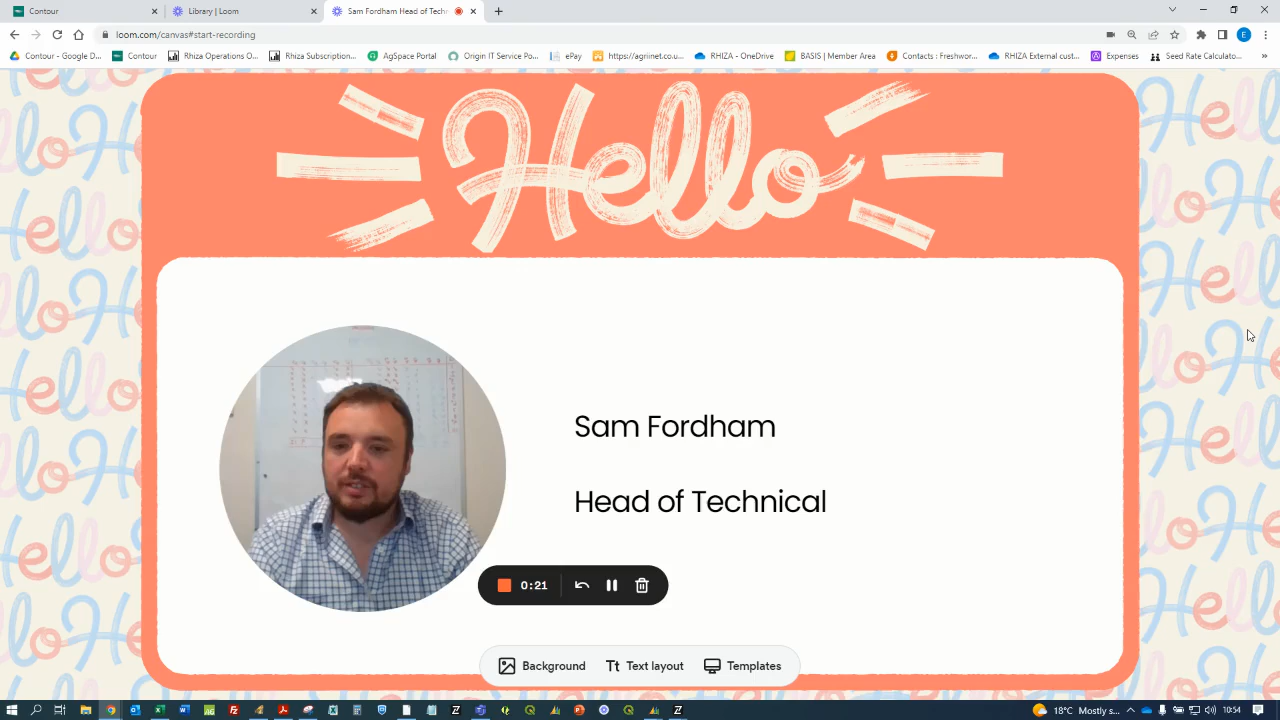 Contour
Library | Loom
Sam Fordham Head of Tech
loom.com/canvas#start-recording
E
Contour - Google D...
Contour
Rhiza Operations O...
Rhiza Subscription...
AgSpace Portal
Origin IT Service Po...
ePay
https://agrinet.co.u...
RHIZA - OneDrive
BASIS | Member Area
Contacts : Freshwor...
RHIZA External cust...
Expenses
Seed Rate Calculato...
»
Hello
Sam Fordham
Head of Technical
0:21
Background
Tt Text layout
Templates
18°C Mostly s...
10:54